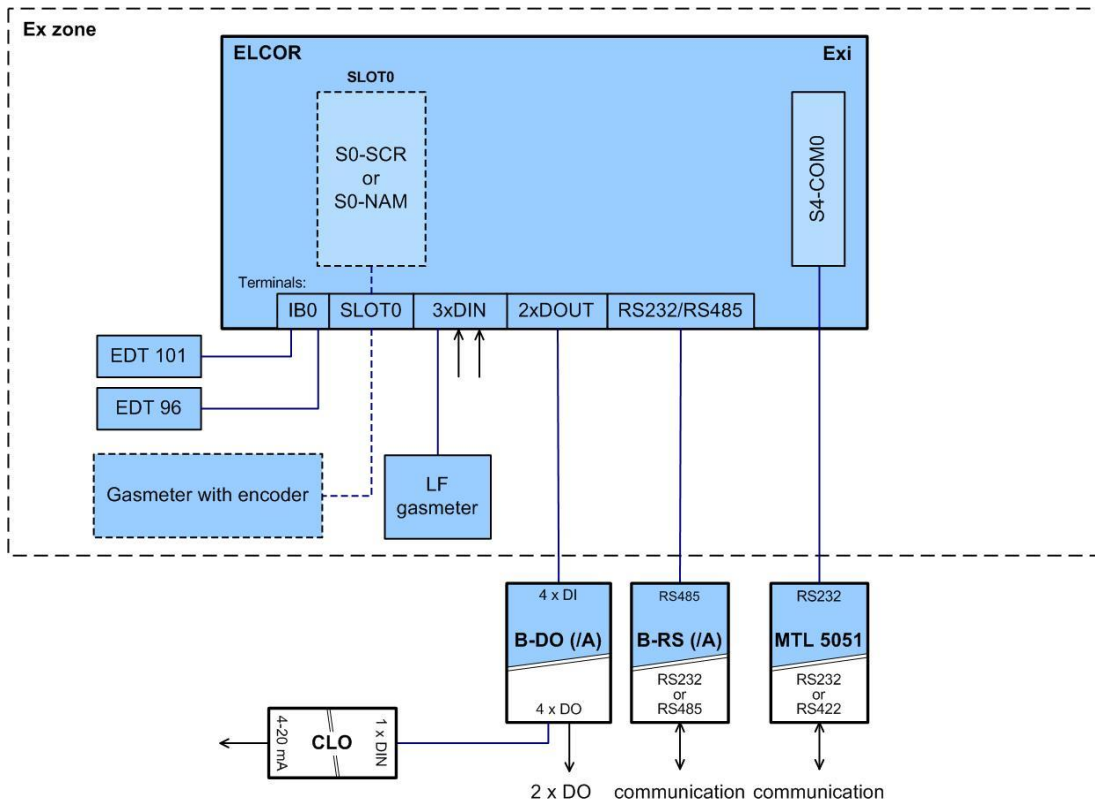 Ex zone
ELCOR
Exi
SLOT0
S0-SCR
or
S0-NAM
S4-COM0
Terminals:
IB0
SLOT0
3xDIN
2xDOUT
RS232/RS485
EDT 101
EDT 96
Gasmeter with encoder
LF
gasmeter
4 x DI
B-DO (/A)
4 x DO
RS485
B-RS (/A)
RS232
or
RS485
RS232
MTL 5051
RS232
or
RS422
4-20 mA
CLO
1 x DIN
2 x DO
communication
communication